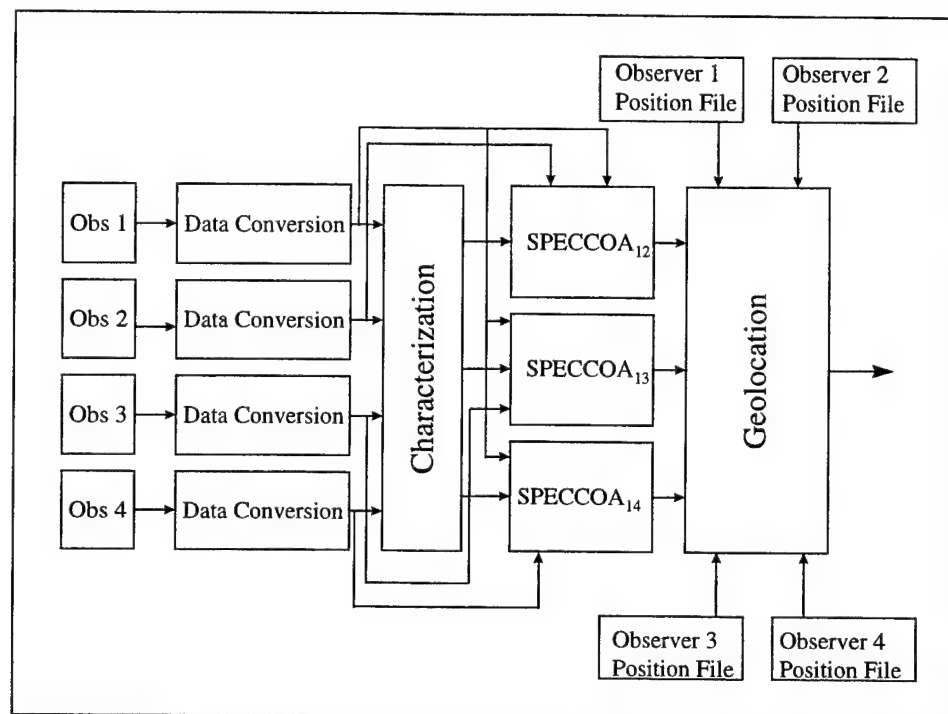 Observer 1
Position File
Observer 2
Position File
Obs 1
Data Conversion
Obs 2
Data Conversion
Obs 3
Data Conversion
Obs 4
Data Conversion
Characterization
SPECCOA₁₂
SPECCOA₁₃
SPECCOA₁₄
Geolocation
Observer 3
Position File
Observer 4
Position File